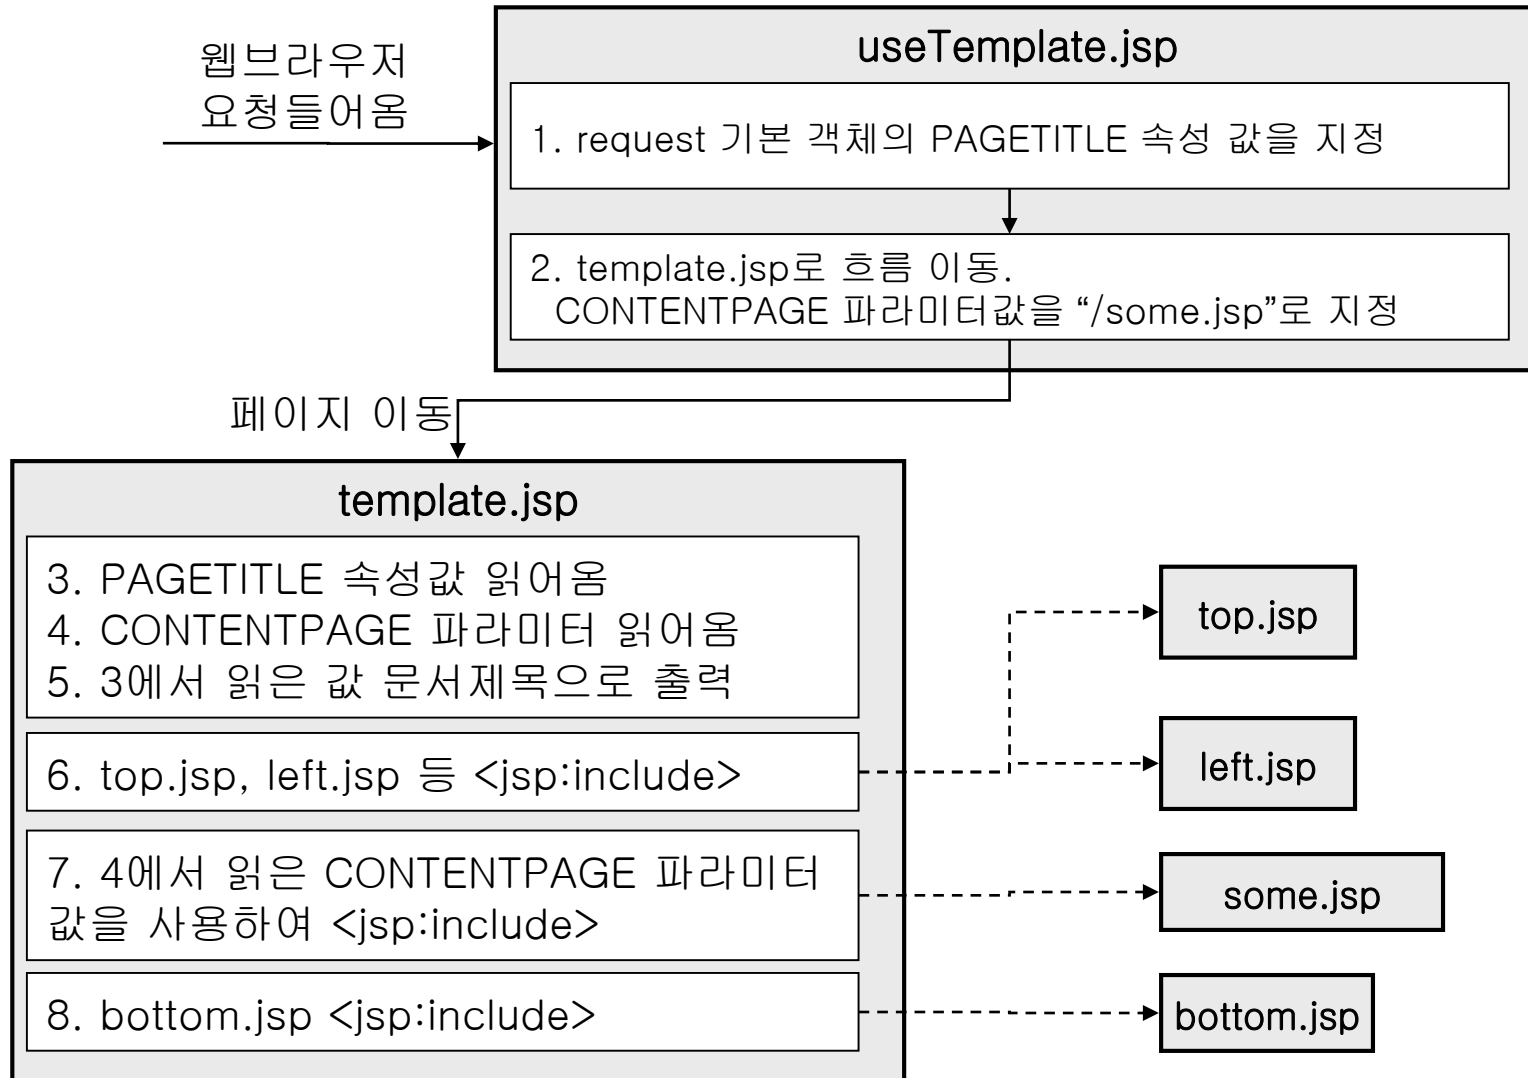 useTemplate.jsp
웹브라우저
요청들어옴
1. request 기본 객체의 PAGETITLE 속성 값을 지정
2. template.jsp로 흐름 이동.
CONTENTPAGE 파라미터값을 “/some.jsp”로 지정
페이지 이동
template.jsp
3. PAGETITLE 속성값 읽어옴
4. CONTENTPAGE 파라미터 읽어옴
5. 3에서 읽은 값 문서제목으로 출력
6. top.jsp, left.jsp 등 <jsp:include>
7. 4에서 읽은 CONTENTPAGE 파라미터
값을 사용하여 <jsp:include>
8. bottom.jsp <jsp:include>
top.jsp
left.jsp
some.jsp
bottom.jsp